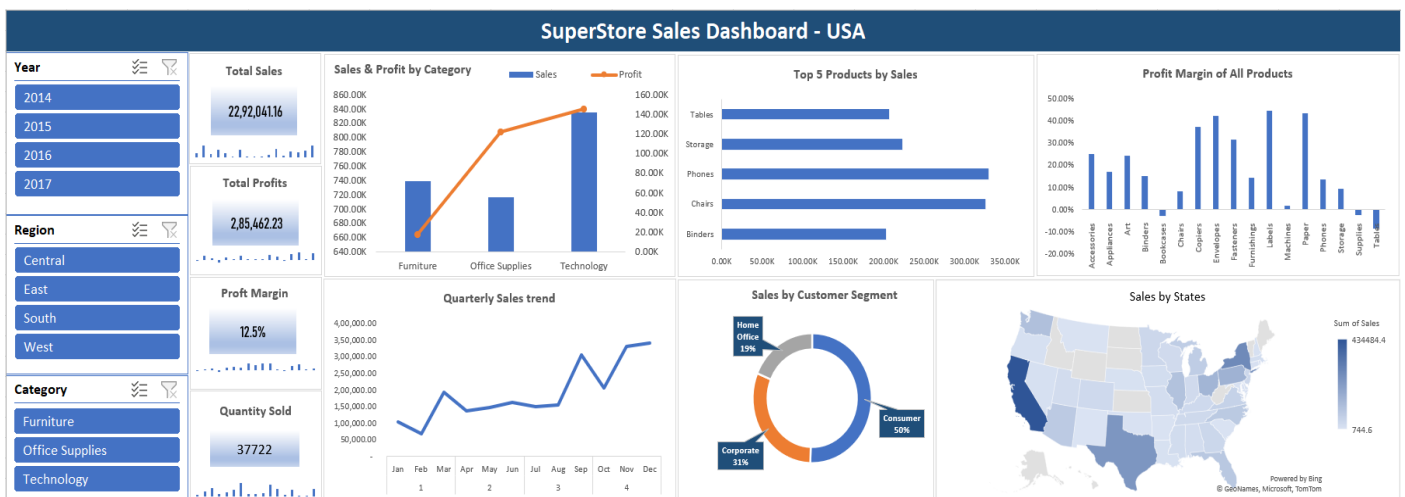 SuperStore Sales Dashboard - USA
Year
2014
2015
2016
2017
Region
Central
East
South
West
Category
Furniture
Office Supplies
Technology
Total Sales
22,92,041.16
Total Profits
2,85,462.23
Proft Margin
12.5%
Quantity Sold
37722
Sales & Profit by Category
Sales
Profit
860.00K
840.00K
820.00K
800.00K
780.00K
760.00K
740.00K
720.00K
700.00K
680.00K
660.00K
640.00K
160.00K
140.00K
120.00K
100.00K
80.00K
60.00K
40.00K
20.00K
0.00K
Furniture Office Supplies Technology
Top 5 Products by Sales
Tables
Storage
Phones
Chairs
Binders
0.00K 50.00K 100.00K 150.00K 200.00K 250.00K 300.00K 350.00K
Profit Margin of All Products
50.00%
40.00%
30.00%
20.00%
10.00%
0.00%
-10.00%
-20.00%
Accessories
Appliances
Art
Binders
Bookcases
Chairs
Copiers
Envelopes
Fasteners
Furnishings
Labels
Machines
Paper
Phones
Storage
Supplies
Tables
Quarterly Sales trend
4,00,000.00
3,50,000.00
3,00,000.00
2,50,000.00
2,00,000.00
1,50,000.00
1,00,000.00
50,000.00
-
Jan Feb Mar Apr May Jun Jul Aug Sep Oct Nov Dec
1 2 3 4
Sales by Customer Segment
Home
Office
19%
Consumer
50%
Corporate
31%
Sales by States
Sum of Sales
434484.4
744.6
Powered by Bing
© GeoNames, Microsoft, TomTom